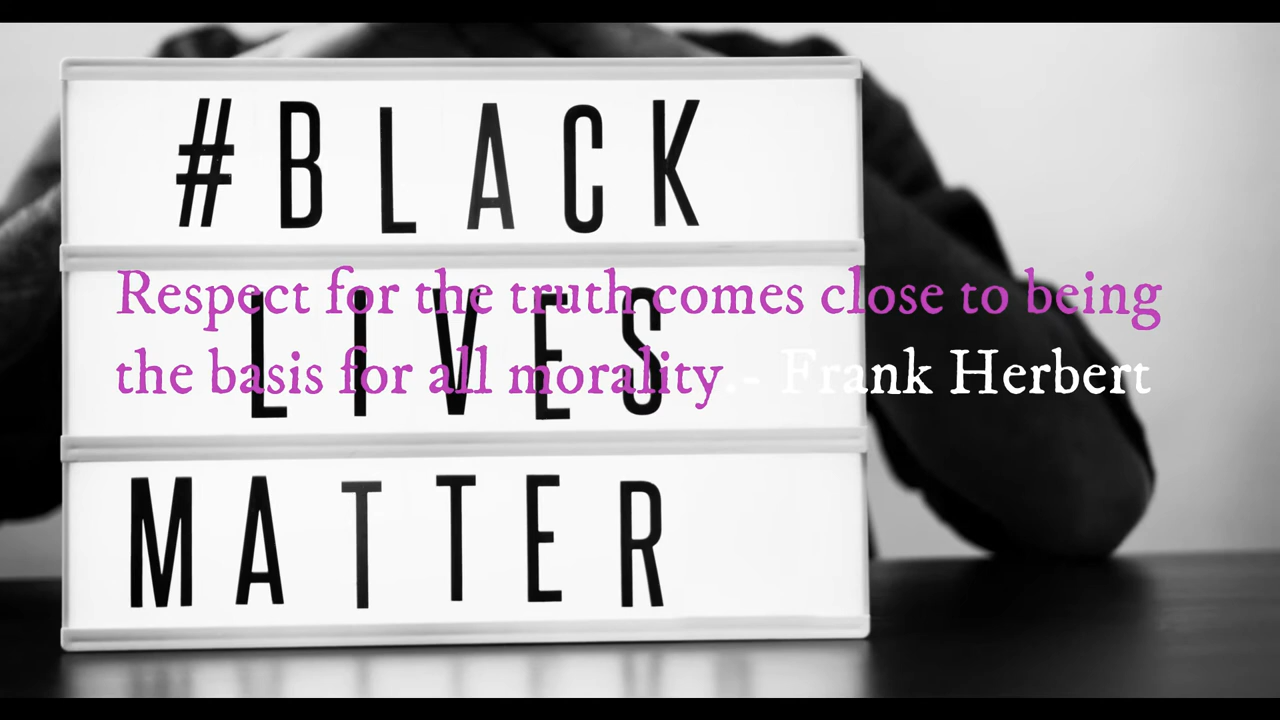 #BLACK
LIVES
MATTER
Respect for the truth comes close to being
the basis for all morality.- Frank Herbert